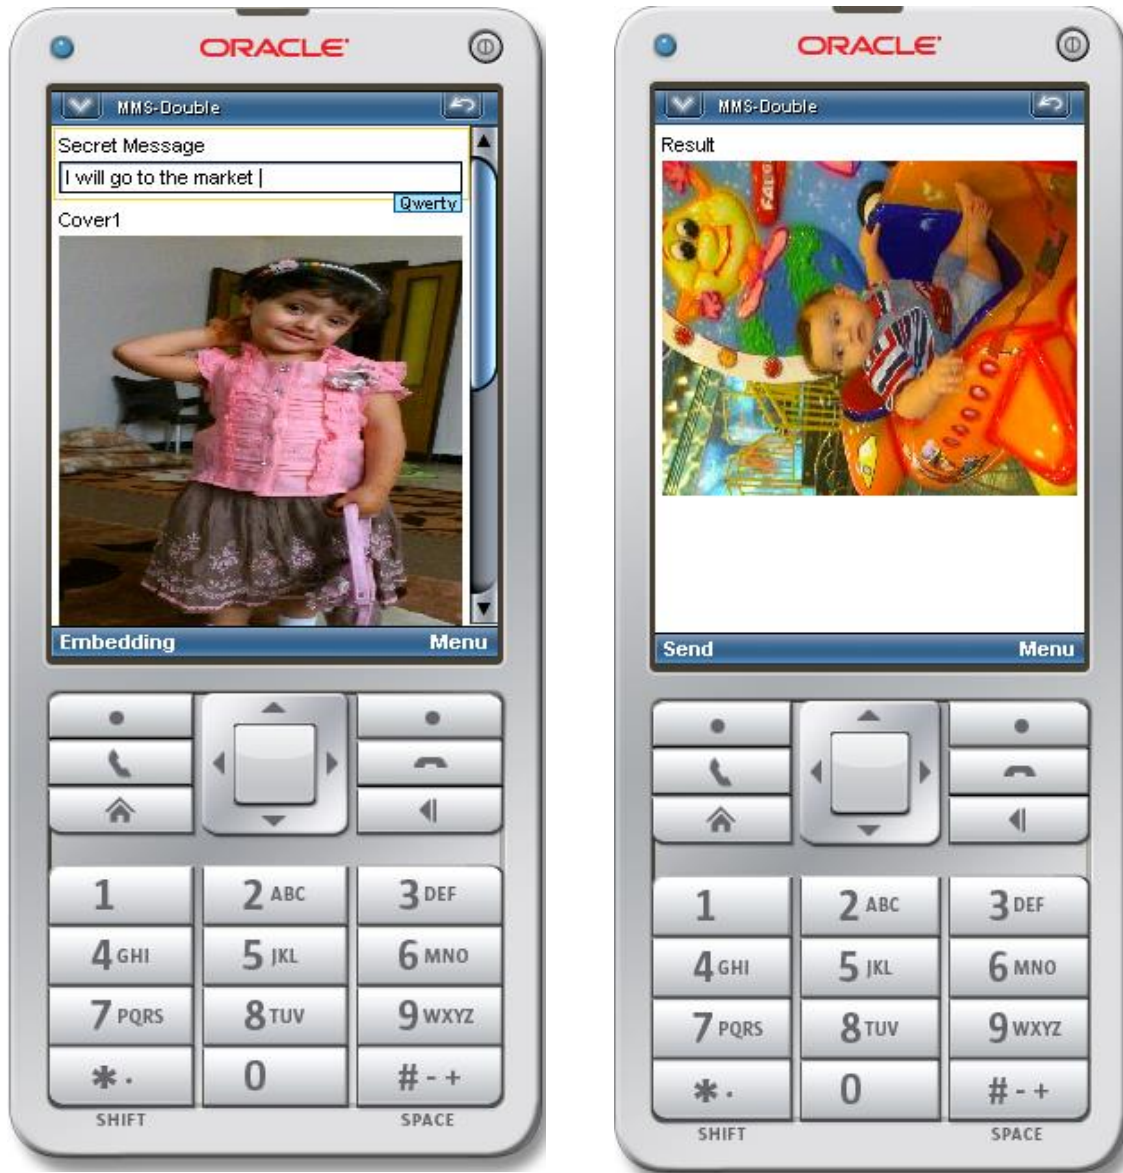 ORACLE
MMS-Double
Secret Message
I will go to the market
Qwerty
Cover1
Embedding Menu
1 2 ABC 3 DEF
4 GHI 5 JKL 6 MNO
7 PQRS 8 TUV 9 WXYZ
* . 0 # - +
SHIFT SPACE
ORACLE
MMS-Double
Result
Send Menu
1 2 ABC 3 DEF
4 GHI 5 JKL 6 MNO
7 PQRS 8 TUV 9 WXYZ
* . 0 # - +
SHIFT SPACE